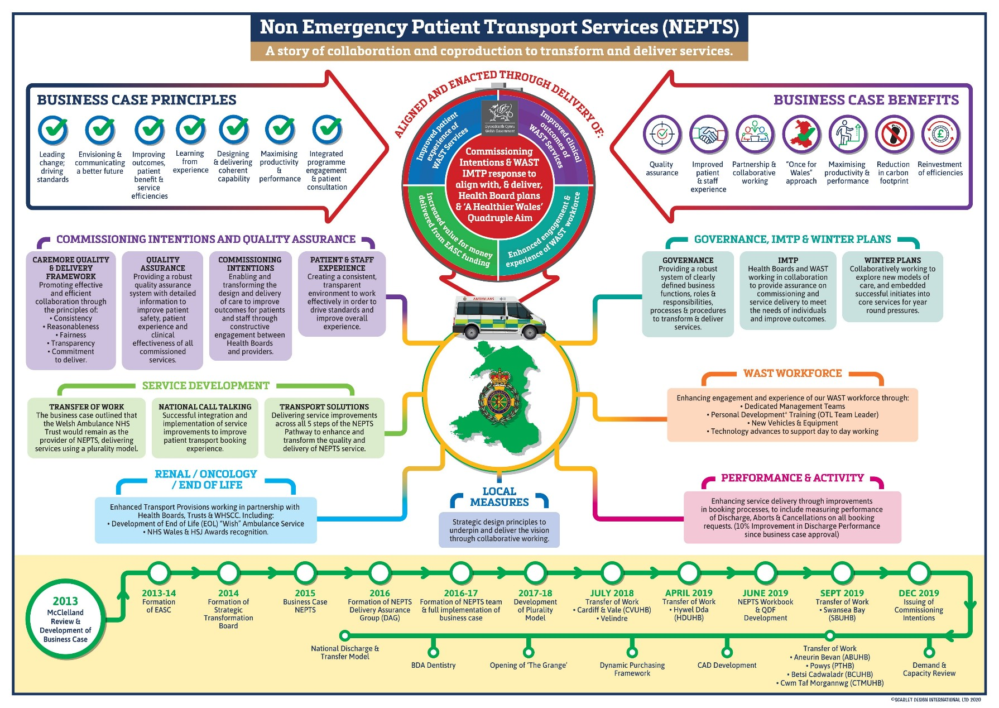 Non Emergency Patient Transport Services (NEPTS)
A story of collaboration and coproduction to transform and deliver services.
BUSINESS CASE PRINCIPLES
Leading
change;
driving
standards
Envisioning &
communicating
a better future
Improving
outcomes,
patient
benefit &
service
efficiencies
Learning
from
experience
Designing
& delivering
coherent
capability
Maximising
productivity
&
performance
Integrated
programme
engagement
& patient
consultation
ALIGNED AND ENACTED THROUGH DELIVERY OF:
Llywodraeth Cymru
Welsh Government
Improved patient
experience of
WAST Services
Improved clinical
outcomes of
WAST Services
Commissioning
Intentions & WAST
IMTP response to
align with, & deliver,
Health Board plans
& ‘A Healthier Wales’
Quadruple Aim
Increased value for money
delivered from EASC funding
Enhanced engagement &
experience of WAST workforce
BUSINESS CASE BENEFITS
Quality
assurance
Improved
patient
& staff
experience
Partnership &
collaborative
working
“Once for
Wales”
approach
Maximising
productivity &
performance
Reduction
in carbon
footprint
£
Reinvestment
of efficiencies
COMMISSIONING INTENTIONS AND QUALITY ASSURANCE
CAREMORE QUALITY
& DELIVERY
FRAMEWORK
Promoting effective
and efficient
collaboration through
the principles of:
• Consistency
• Reasonableness
• Fairness
• Transparency
• Commitment
to deliver.
QUALITY
ASSURANCE
Providing a robust
quality assurance
system with detailed
information to
improve patient
safety, patient
experience and
clinical
effectiveness of all
commissioned
services.
COMMISSIONING
INTENTIONS
Enabling and
transforming the
design and delivery
of care to improve
outcomes for patients
and staff through
constructive
engagement between
Health Boards
and providers.
PATIENT & STAFF
EXPERIENCE
Creating a consistent,
transparent
environment to work
effectively in order to
drive standards and
improve overall
experience.
AMBIWLANS
GOVERNANCE, IMTP & WINTER PLANS
GOVERNANCE
Providing a robust
system of clearly
defined business
functions, roles &
responsibilities,
processes & procedures
to transform & deliver
services.
IMTP
Health Boards and WAST
working in collaboration
to provide assurance on
commissioning and
service delivery to meet
the needs of individuals
and improve outcomes.
WINTER PLANS
Collaboratively working to
explore new models of
care, and embedded
successful initiates into
core services for year
round pressures.
SERVICE DEVELOPMENT
TRANSFER OF WORK
The business case outlined that
the Welsh Ambulance NHS
Trust would remain as the
provider of NEPTS, delivering
services using a plurality model.
NATIONAL CALL TALKING
Successful integration and
implementation of service
improvements to improve
patient transport booking
experience.
TRANSPORT SOLUTIONS
Delivering service improvements
across all 5 steps of the NEPTS
Pathway to enhance and
transform the quality and
delivery of NEPTS service.
WAST WORKFORCE
Enhancing engagement and experience of our WAST workforce through:
• Dedicated Management Teams
• Personal Development* Training (OTL Team Leader)
• New Vehicles & Equipment
• Technology advances to support day to day working
RENAL / ONCOLOGY
/ END OF LIFE
Enhanced Transport Provisions working in partnership with
Health Boards, Trusts & WHSCC. Including:
• Development of End of Life (EOL) “Wish” Ambulance Service
• NHS Wales & HSJ Awards recognition.
LOCAL
MEASURES
Strategic design principles to
underpin and deliver the vision
through collaborative working.
PERFORMANCE & ACTIVITY
Enhancing service delivery through improvements
in booking processes, to include measuring performance
of Discharge, Aborts & Cancellations on all booking
requests. (10% Improvement in Discharge Performance
since business case approval)
2013
McClelland
Review &
Development of
Business Case
2013-14
Formation
of EASC
2014
Formation of
Strategic
Transformation
Board
2015
Business Case
NEPTS
2016
Formation of NEPTS
Delivery Assurance
Group (DAG)
2016-17
Formation of NEPTS team
& full implementation of
business case
2017-18
Development
of Plurality
Model
JULY 2018
Transfer of Work
• Cardiff & Vale (CVUHB)
• Velindre
APRIL 2019
Transfer of Work
• Hywel Dda
(HDUHB)
JUNE 2019
NEPTS Workbook
& QDF
Development
SEPT 2019
Transfer of Work
• Swansea Bay
(SBUHB)
DEC 2019
Issuing of
Commissioning
Intentions
National Discharge &
Transfer Model
BDA Dentistry
Opening of ‘The Grange’
Dynamic Purchasing
Framework
CAD Development
Transfer of Work
• Aneurin Bevan (ABUHB)
• Powys (PTHB)
• Betsi Cadwaladr (BCUHB)
• Cwm Taf Morgannwg (CTMUHB)
Demand &
Capacity Review
©SCARLET DESIGN INTERNATIONAL LTD 2020